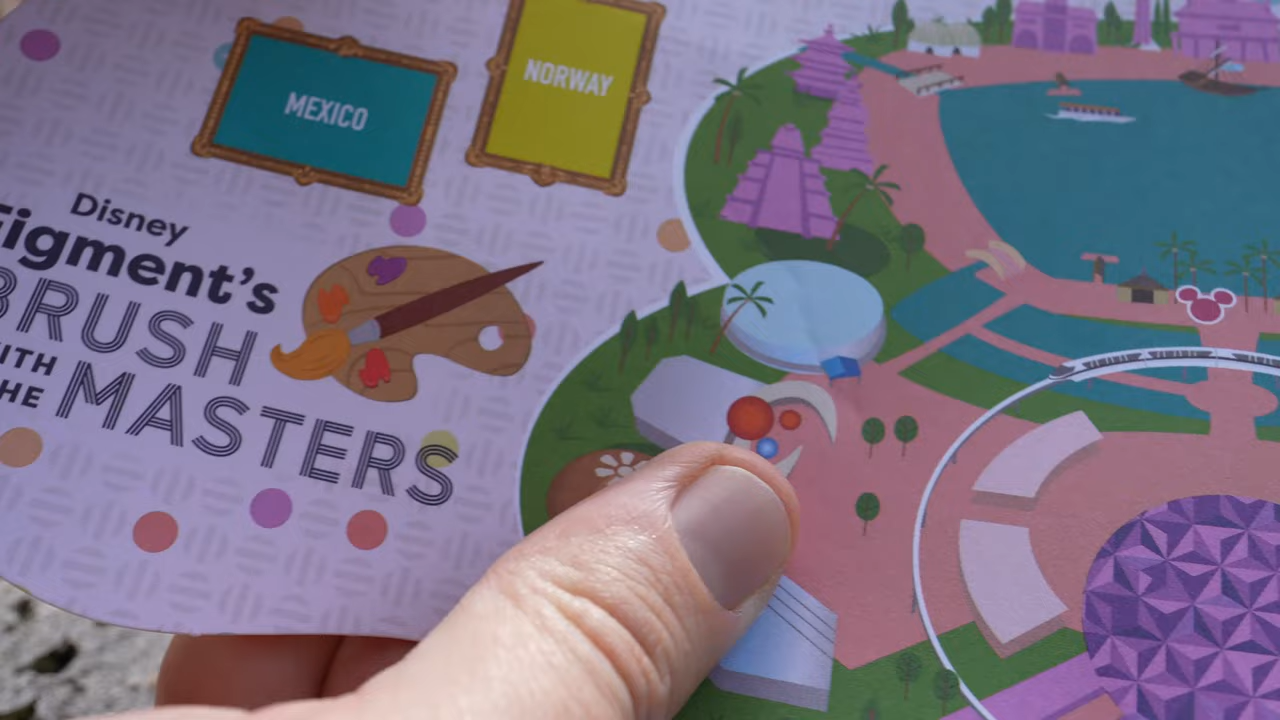 MEXICO
NORWAY
Disney
Figment's
BRUSH
WITH
THE MASTERS